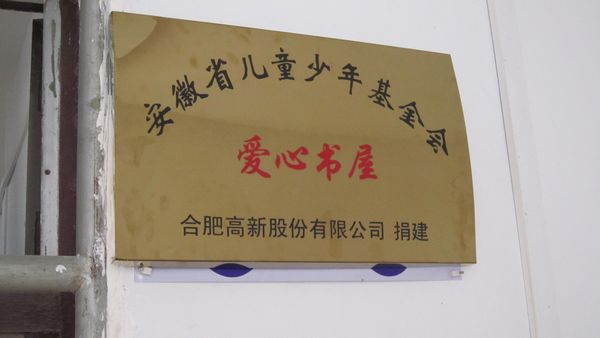 安徽省儿童少年基金会
爱心书屋
合肥高新股份有限公司 捐建